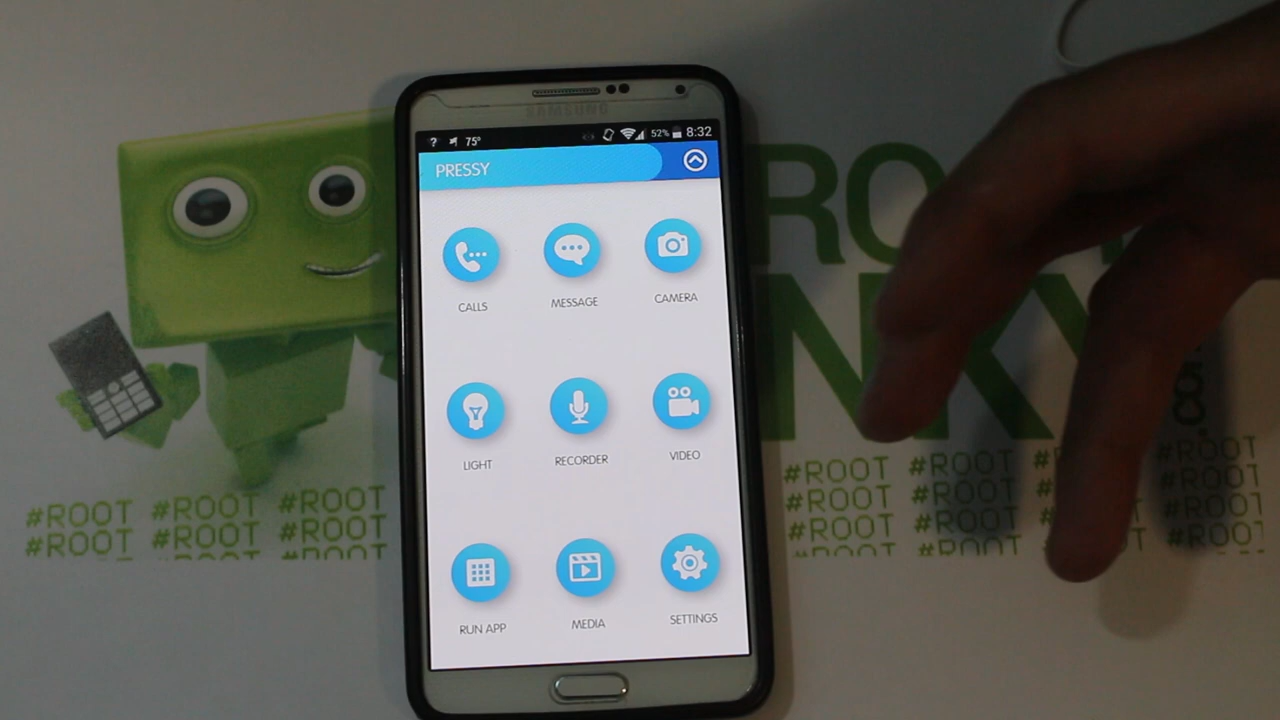 SAMSUNG
75° 52% 8:32
PRESSY
CALLS MESSAGE CAMERA
LIGHT RECORDER VIDEO
RUN APP MEDIA SETTINGS
#ROOT #ROOT #ROOT
#ROOT #ROOT #ROOT
#ROOT #ROOT
#ROOT #ROOT
#ROOT #ROOT